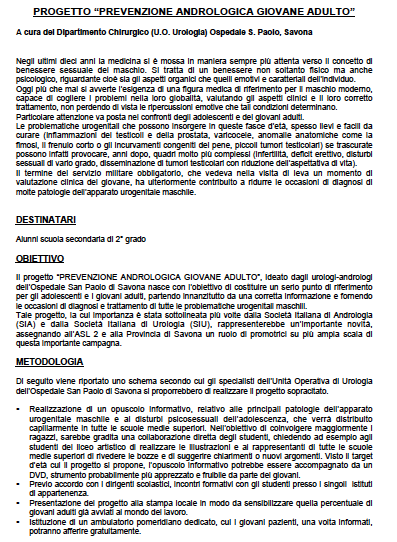 PROGETTO “PREVENZIONE ANDROLOGICA GIOVANE ADULTO”
A cura del Dipartimento Chirurgico (U.O. Urologia) Ospedale S. Paolo, Savona
Negli ultimi dieci anni la medicina si è mossa in maniera sempre più attenta verso il concetto di
benessere sessuale del maschio. Si tratta di un benessere non soltanto fisico ma anche
psicologico, riguardante cioè sia gli aspetti organici che quelli emotivi e caratteriali dell'individuo.
Oggi più che mai si avverte l'esigenza di una figura medica di riferimento per il maschio moderno,
capace di cogliere i problemi nella loro globalità, valutando gli aspetti clinici e il loro corretto
trattamento, non perdendo di vista le ripercussioni emotive che tali condizioni determinano.
Particolare attenzione va posta nei confronti degli adolescenti e dei giovani adulti.
Le problematiche urogenitali che possono insorgere in queste fasce d'età, spesso lievi e facili da
curare (infiammazioni dei testicoli e della prostata, varicocele, anomalie anatomiche come la
fimosi, il frenulo corto o gli incurvamenti congeniti del pene, piccoli tumori testicolari) se trascurate
possono infatti provocare, anni dopo, quadri molto più complessi (infertilità, deficit erettivo, disturbi
sessuali di vario grado, disseminazione di tumori testicolari con riduzione dell'aspettativa di vita).
Il termine del servizio militare obbligatorio, che vedeva nella visita di leva un momento di
valutazione clinica del giovane, ha ulteriormente contribuito a ridurre le occasioni di diagnosi di
molte patologie dell'apparato urogenitale maschile.
DESTINATARI
Alunni scuola secondaria di 2° grado
OBIETTIVO
Il progetto “PREVENZIONE ANDROLOGICA GIOVANE ADULTO”, ideato dagli urologi-andrologi
dell'Ospedale San Paolo di Savona nasce con l'obiettivo di costituire un serio punto di riferimento
per gli adolescenti e i giovani adulti, partendo innanzitutto da una corretta informazione e fornendo
le occasioni di diagnosi e trattamento di tutte le problematiche urogenitali maschili.
Tale progetto, la cui importanza è stata sottolineata più volte dalla Società Italiana di Andrologia
(SIA) e dalla Società Italiana di Urologia (SIU), rappresenterebbe un'importante novità,
assegnando all'ASL 2 e alla Provincia di Savona un ruolo di promotrici su più ampia scala di
questa importante campagna.
METODOLOGIA
Di seguito viene riportato uno schema secondo cui gli specialisti dell'Unità Operativa di Urologia
dell'Ospedale San Paolo di Savona si proporrebbero di realizzare il progetto sopracitato.
• Realizzazione di un opuscolo informativo, relativo alle principali patologie dell'apparato
urogenitale maschile e ai disturbi psicosessuali dell'adolescenza, che verrà distribuito
capillarmente in tutte le scuole medie superiori. Nell'obiettivo di coinvolgere maggiormente i
ragazzi, sarebbe gradita una collaborazione diretta degli studenti, chiedendo ad esempio agli
studenti del liceo artistico di realizzare le illustrazioni e ai rappresentanti di tutte le scuole
medie superiori di rivedere le bozze e di suggerire chiarimenti o nuovi argomenti. Visto il target
d'età cui il progetto si propone, l'opuscolo informativo potrebbe essere accompagnato da un
DVD, strumento probabilmente più apprezzato e fruibile da parte dei giovani.
• Previo accordo con i dirigenti scolastici, incontri formativi con gli studenti presso i singoli istituti
di appartenenza.
• Presentazione del progetto alla stampa locale in modo da sensibilizzare quella percentuale di
giovani adulti già avviati al mondo del lavoro.
• Istituzione di un ambulatorio pomeridiano dedicato, cui i giovani pazienti, una volta informati,
potranno afferire gratuitamente.